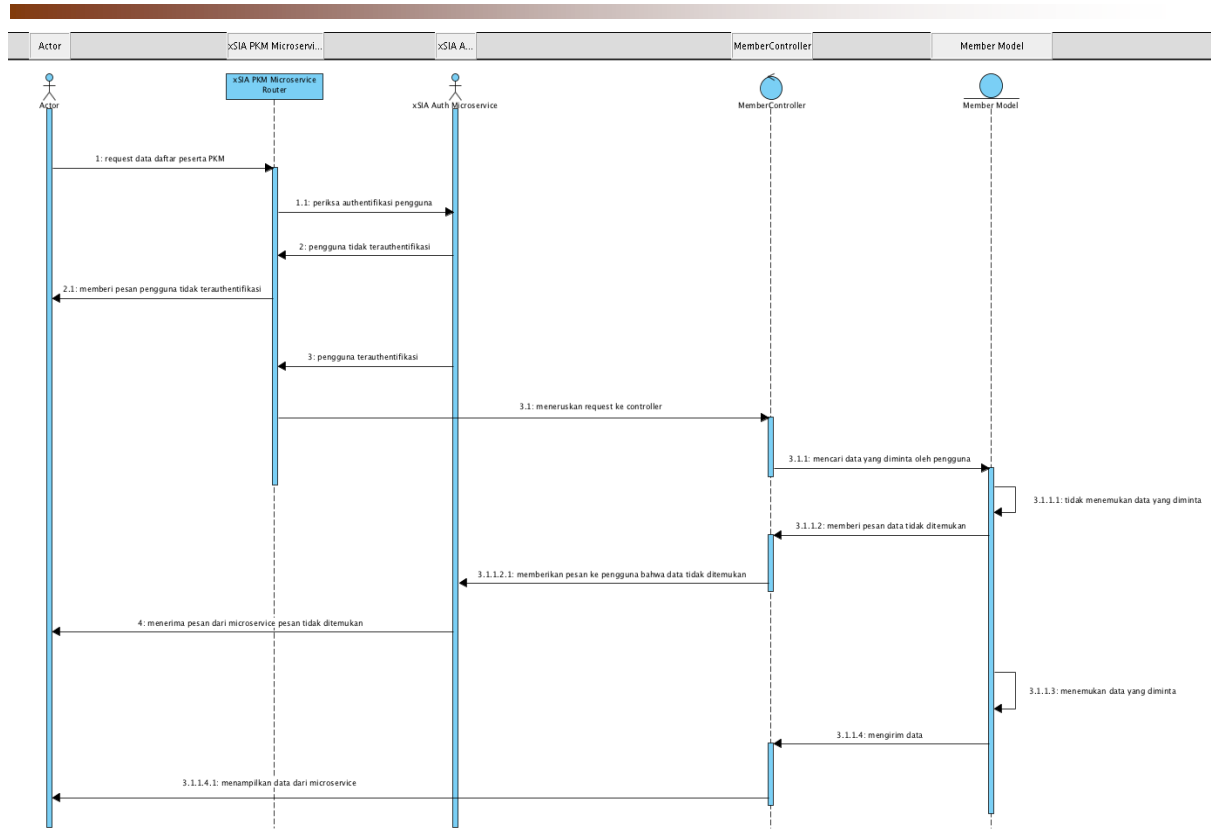 Actor
xSIA PKM Microservi...
xSIA A...
MemberController
Member Model
xSIA PKM Microservice
Router
Actor
xSIA Auth Microservice
MemberController
Member Model
1: request data daftar peserta PKM
1.1: periksa authentifikasi pengguna
2: pengguna tidak terauthentifikasi
2.1: memberi pesan pengguna tidak terauthentifikasi
3: pengguna terauthentifikasi
3.1: meneruskan request ke controller
3.1.1: mencari data yang diminta oleh pengguna
3.1.1.1: tidak menemukan data yang diminta
3.1.1.2: memberi pesan data tidak ditemukan
3.1.1.2.1: memberikan pesan ke pengguna bahwa data tidak ditemukan
4: menerima pesan dari microservice pesan tidak ditemukan
3.1.1.3: menemukan data yang diminta
3.1.1.4: mengirim data
3.1.1.4.1: menampilkan data dari microservice